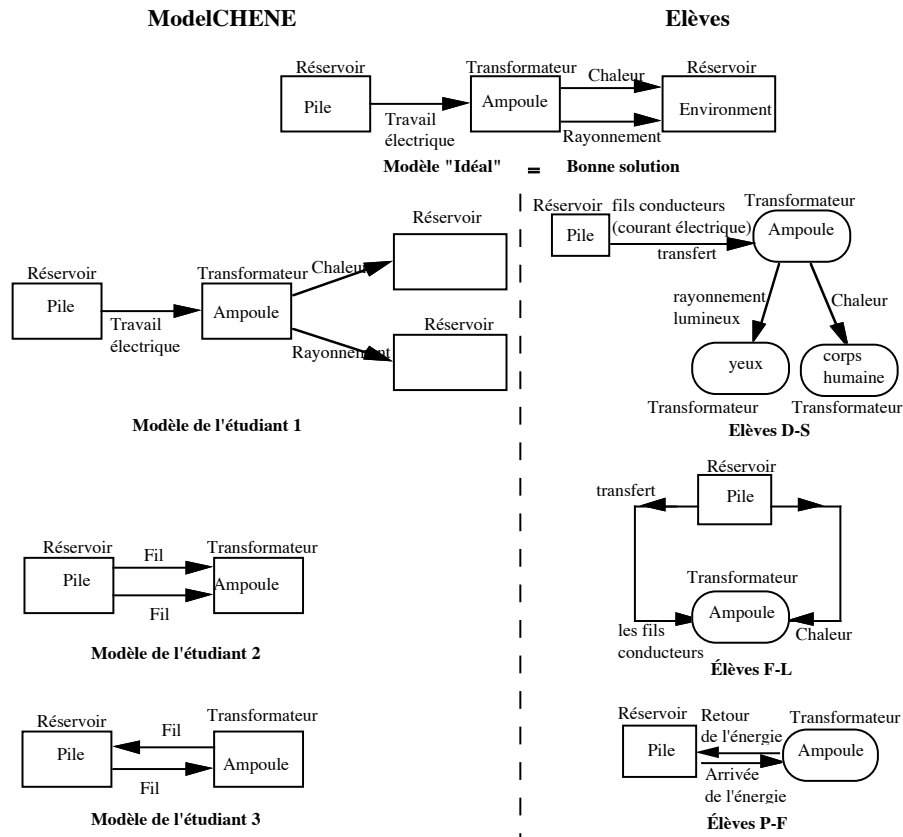 ModelCHENE
Elèves
Réservoir
Pile
Travail
électrique
Transformateur
Ampoule
Chaleur
Rayonnement
Réservoir
Environment
Modèle "Idéal" = Bonne solution
Réservoir
Pile
Travail
électrique
Transformateur
Ampoule
Chaleur
Rayonnement
Réservoir
Réservoir
Modèle de l'étudiant 1
Réservoir
Pile
fils conducteurs
(courant électrique)
transfert
Transformateur
Ampoule
rayonnement
lumineux
Chaleur
yeux
corps
humaine
Transformateur
Transformateur
Elèves D-S
Réservoir
Pile
Fil
Fil
Transformateur
Ampoule
Modèle de l'étudiant 2
Réservoir
transfert
Pile
Transformateur
Ampoule
les fils
conducteurs
Chaleur
Élèves F-L
Réservoir
Pile
Fil
Fil
Transformateur
Ampoule
Modèle de l'étudiant 3
Réservoir
Pile
Retour
de l'énergie
Arrivée
de l'énergie
Transformateur
Ampoule
Élèves P-F